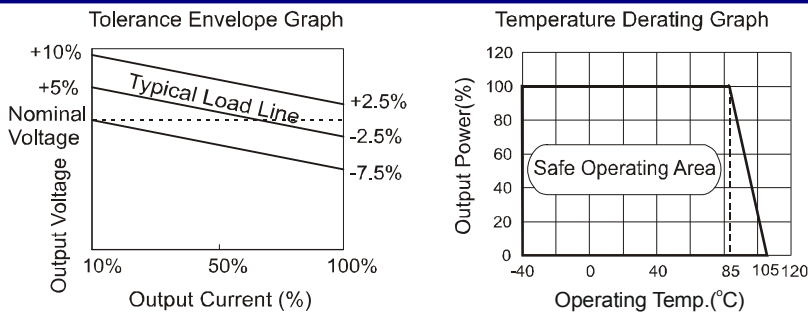 Tolerance Envelope Graph
+10%
+5%
Nominal
Voltage
Typical Load Line
+2.5%
-2.5%
-7.5%
Output Voltage
10%
50%
100%
Output Current (%)
Temperature Derating Graph
120
100
80
60
40
20
0
Output Power(%)
Safe Operating Area
-40
0
40
85
105
120
Operating Temp.(°C)